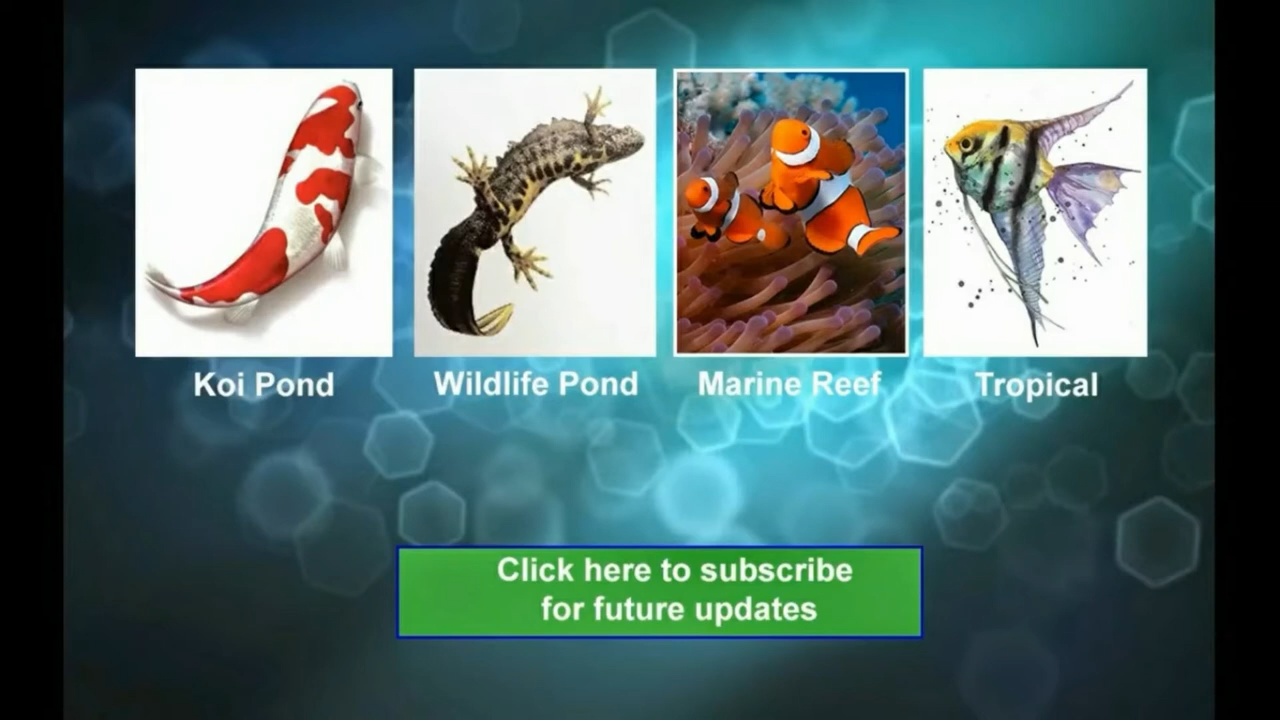 Koi Pond
Wildlife Pond
Marine Reef
Tropical
Click here to subscribe
for future updates